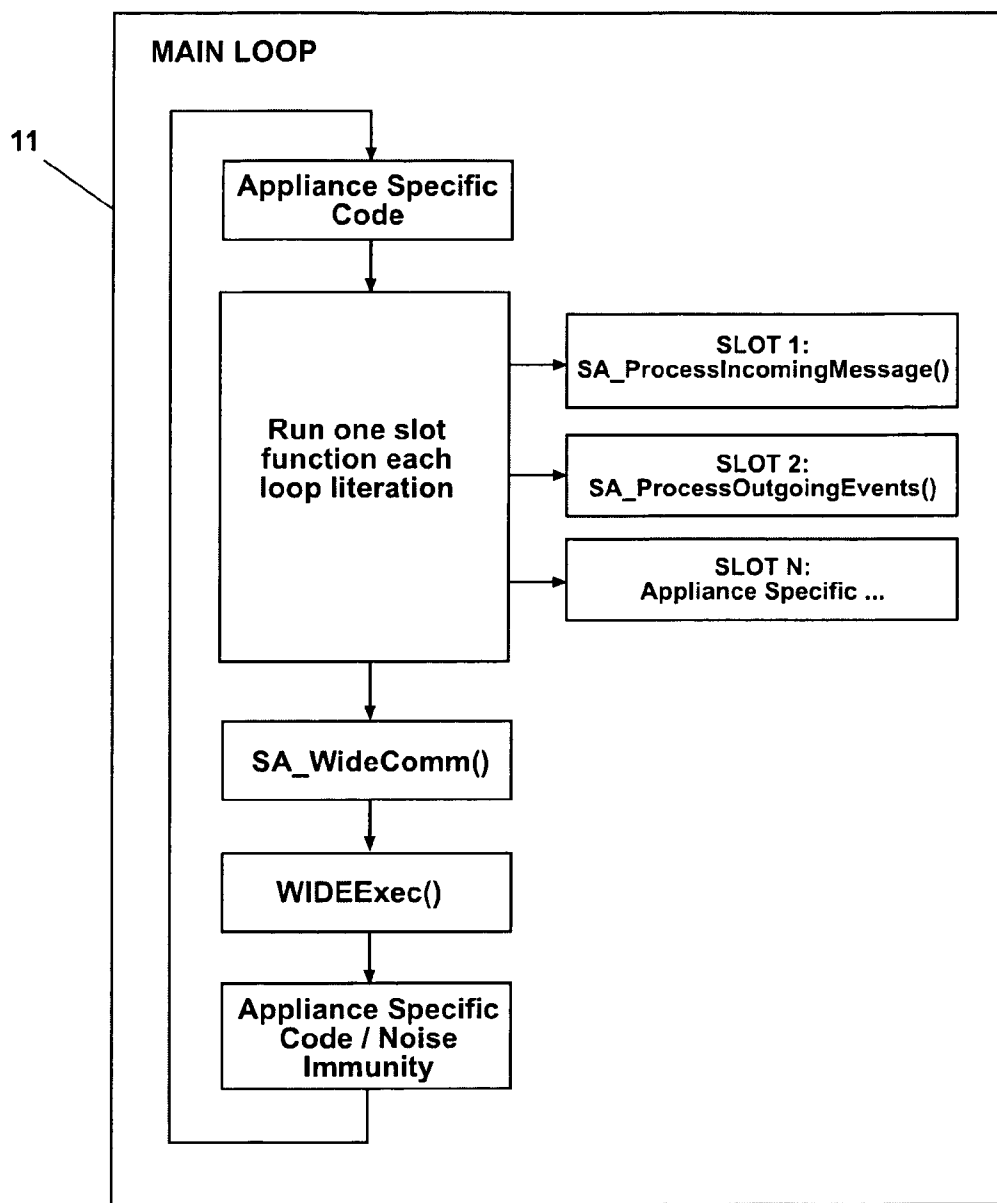 MAIN LOOP
11
Appliance Specific
Code
Run one slot
function each
loop literation
SLOT 1:
SA_ProcessIncomingMessage()
SLOT 2:
SA_ProcessOutgoingEvents()
SLOT N:
Appliance Specific ...
SA_WideComm()
WIDEExec()
Appliance Specific
Code / Noise
Immunity